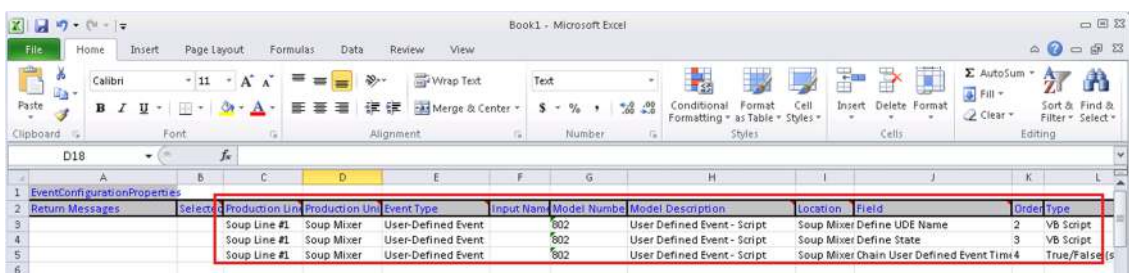 Book1 - Microsoft Excel
File Home Insert Page Layout Formulas Data Review View
Calibri 11 A A Wrap Text Text AutoSum
Paste B I U Merge & Center $ % , Conditional Formatting Format as Table Cell Styles Insert Delete Format Fill Clear Sort & Filter Find & Select
Clipboard Font Alignment Number Styles Cells Editing
D18 fx
A B C D E F G H I J K L
1 EventConfigurationProperties
2 Return Messages Selected Production Line Production Uni Event Type Input Name Model Numbe Model Description Location Field Order Type
3 Soup Line #1 Soup Mixer User-Defined Event 802 User Defined Event - Script Soup Mixer Define UDE Name 2 VB Script
4 Soup Line #1 Soup Mixer User-Defined Event 802 User Defined Event - Script Soup Mixer Define State 3 VB Script
5 Soup Line #1 Soup Mixer User-Defined Event 802 User Defined Event - Script Soup Mixer Chain User Defined Event Time 4 True/False (s
6